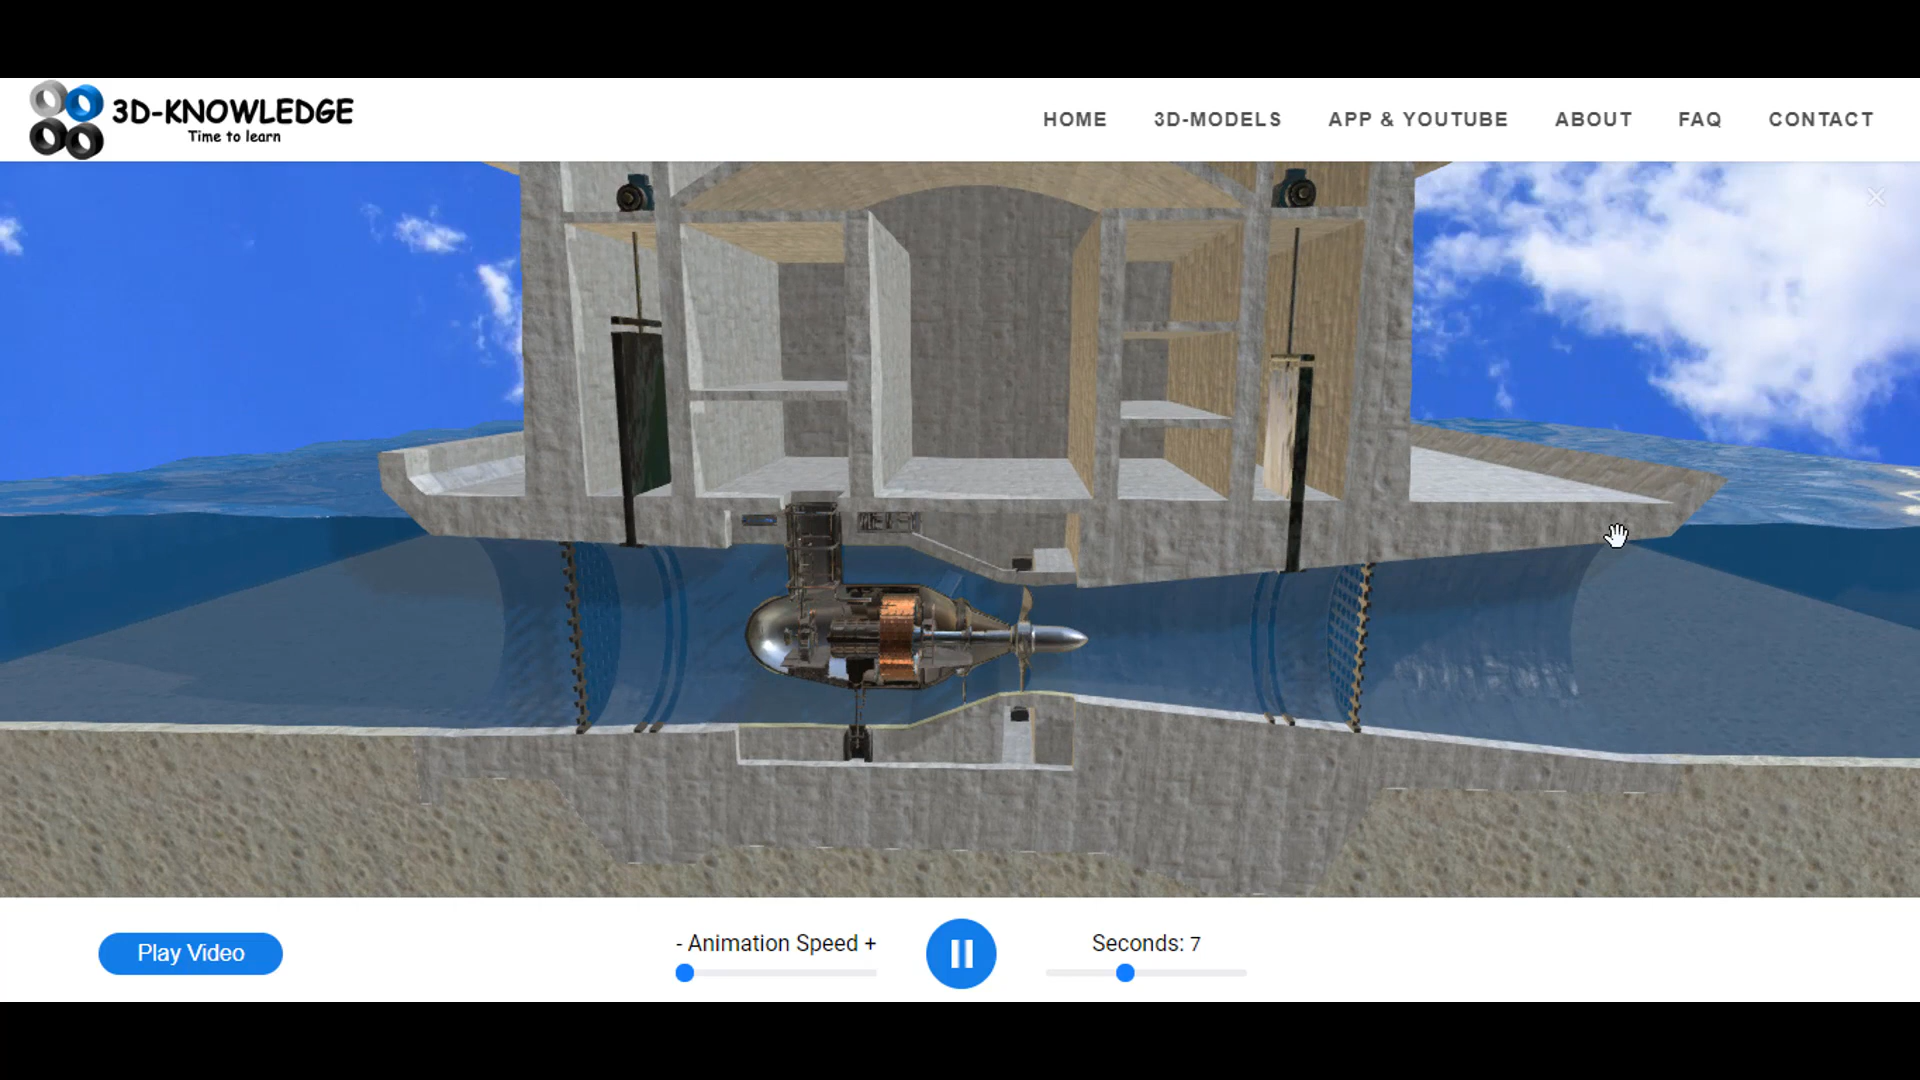 3D-KNOWLEDGE
Time to learn
HOME 3D-MODELS APP & YOUTUBE ABOUT FAQ CONTACT
Play Video
- Animation Speed +
Seconds: 7